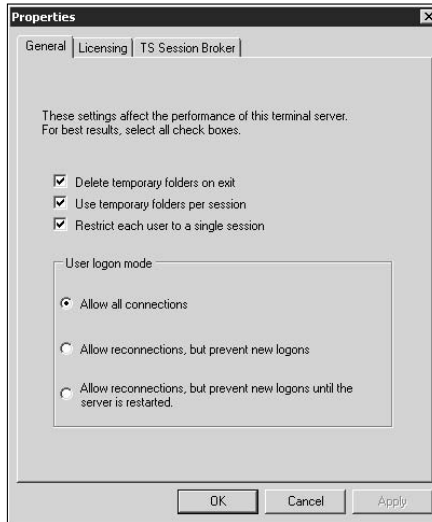 Properties
General
Licensing
TS Session Broker
These settings affect the performance of this terminal server.
For best results, select all check boxes.
Delete temporary folders on exit
Use temporary folders per session
Restrict each user to a single session
User logon mode
Allow all connections
Allow reconnections, but prevent new logons
Allow reconnections, but prevent new logons until the
server is restarted.
OK
Cancel
Apply